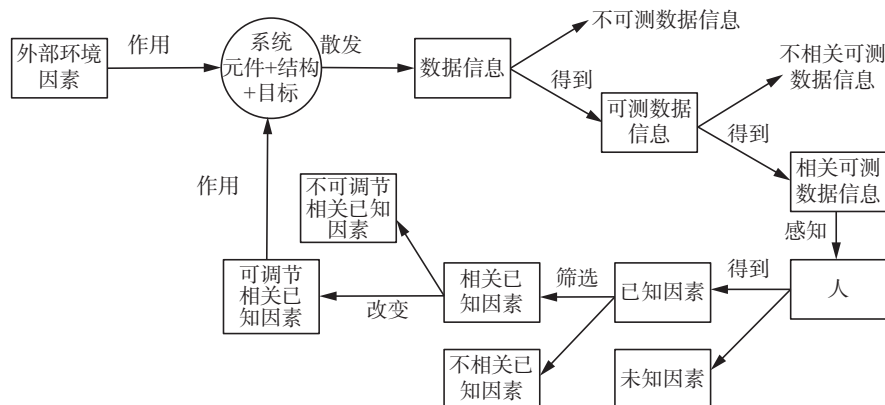 外部环境
因素
作用
系统
元件+结构
+目标
散发
数据信息
不可测数据信息
得到
可测数据
信息
不相关可测
数据信息
得到
相关可测
数据信息
感知
人
得到
已知因素
未知因素
筛选
相关已
知因素
不相关已
知因素
改变
不可调节
相关已知
因素
可调节
相关已
知因素
作用